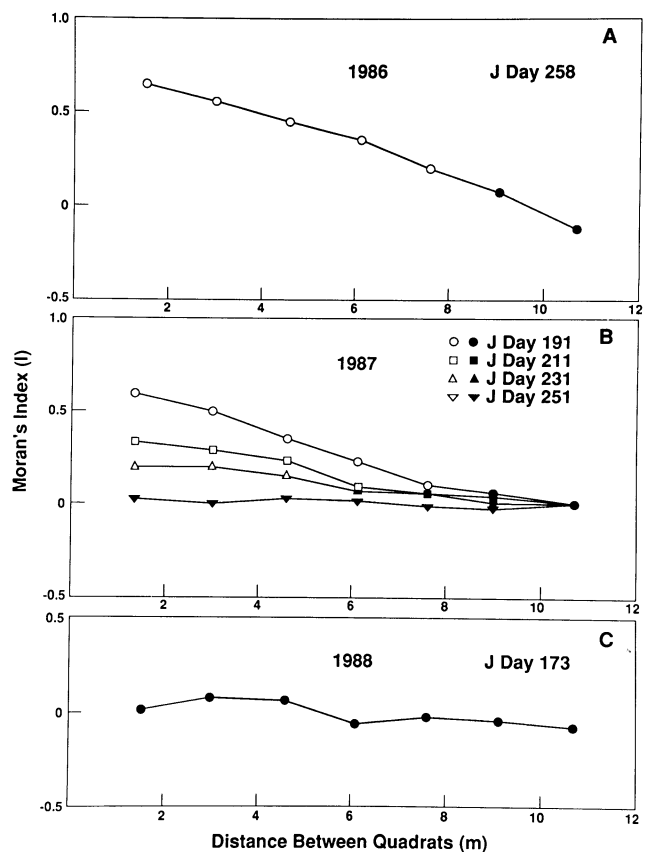 A
1986
J Day 258
1.0
0.5
0
-0.5
2 4 6 8 10 12
B
1987
J Day 191
J Day 211
J Day 231
J Day 251
1.0
0.5
0
-0.5
2 4 6 8 10 12
C
1988
J Day 173
0.5
0
-0.5
2 4 6 8 10 12
Moran's Index (I)
Distance Between Quadrats (m)